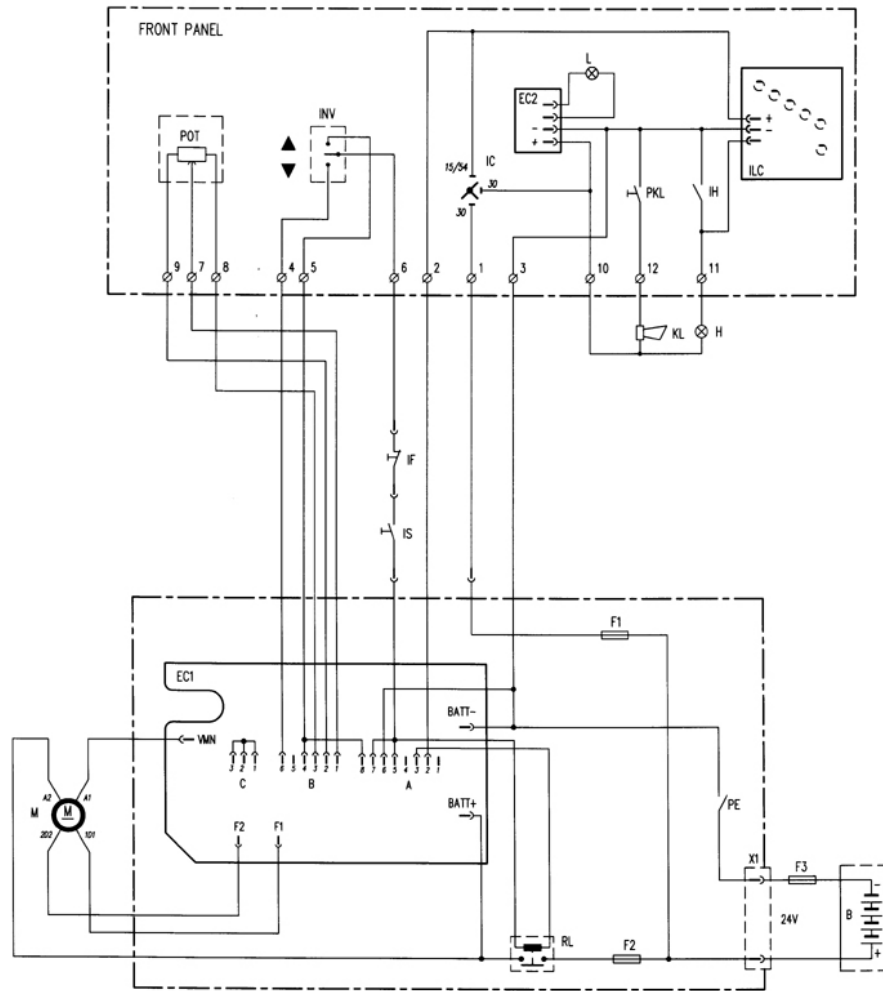 FRONT PANEL
L
EC2
-
+
+
-
ILC
POT
INV
15/54
IC
30
30
PKL
IH
9 7 8 4 5 6 2 1 3 10 12 11
KL
H
IF
IS
F1
EC1
BATT-
VMN
3 2 1 6 5 4 3 2 1 8 7 6 5 4 3 2 1
C B A
A2 A1
M M
2D2 1D1
BATT+
F2 F1
PE
X1
F3
24V
B
-
+
RL
F2